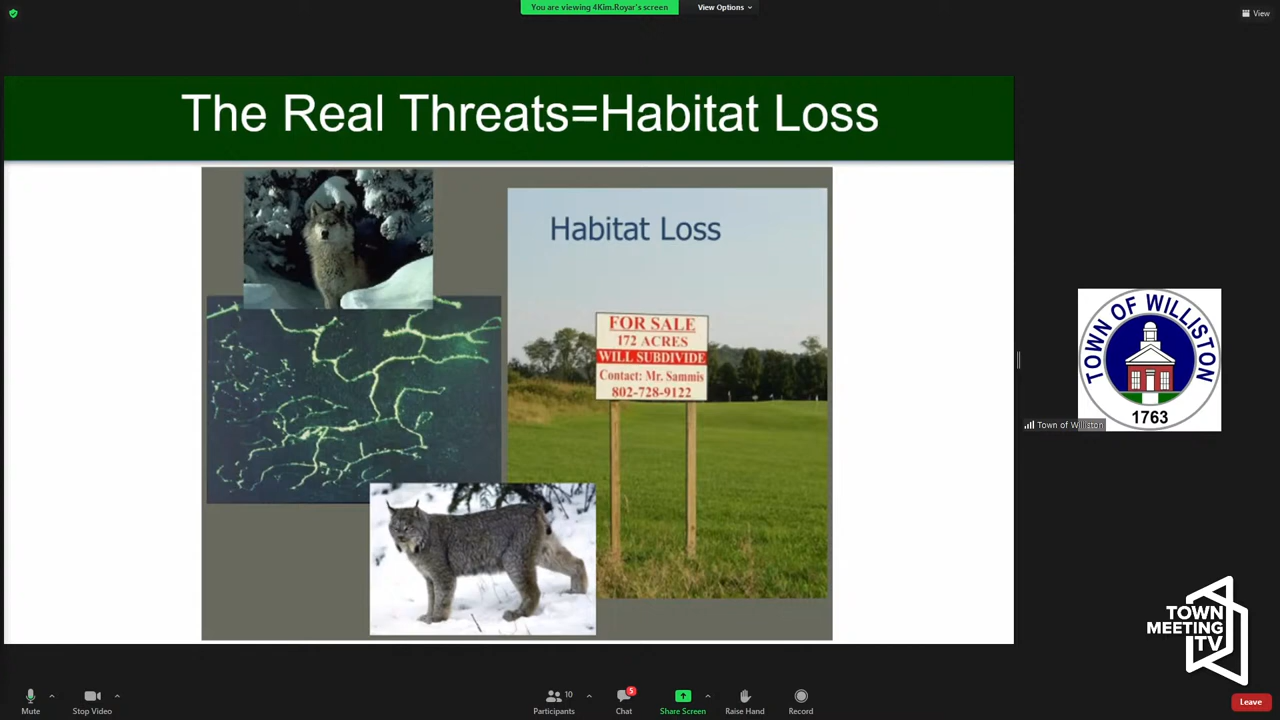 You are viewing 4Kim.Royar's screen
View Options
View
The Real Threats=Habitat Loss
Habitat Loss
FOR SALE
172 ACRES
WILL SUBDIVIDE
Contact: Mr. Sammis
802-728-9122
TOWN OF WILLISTON
1763
Town of Williston
TOWN
MEETING
TV
Mute
Stop Video
Participants
10
Chat
5
Share Screen
Raise Hand
Record
Leave